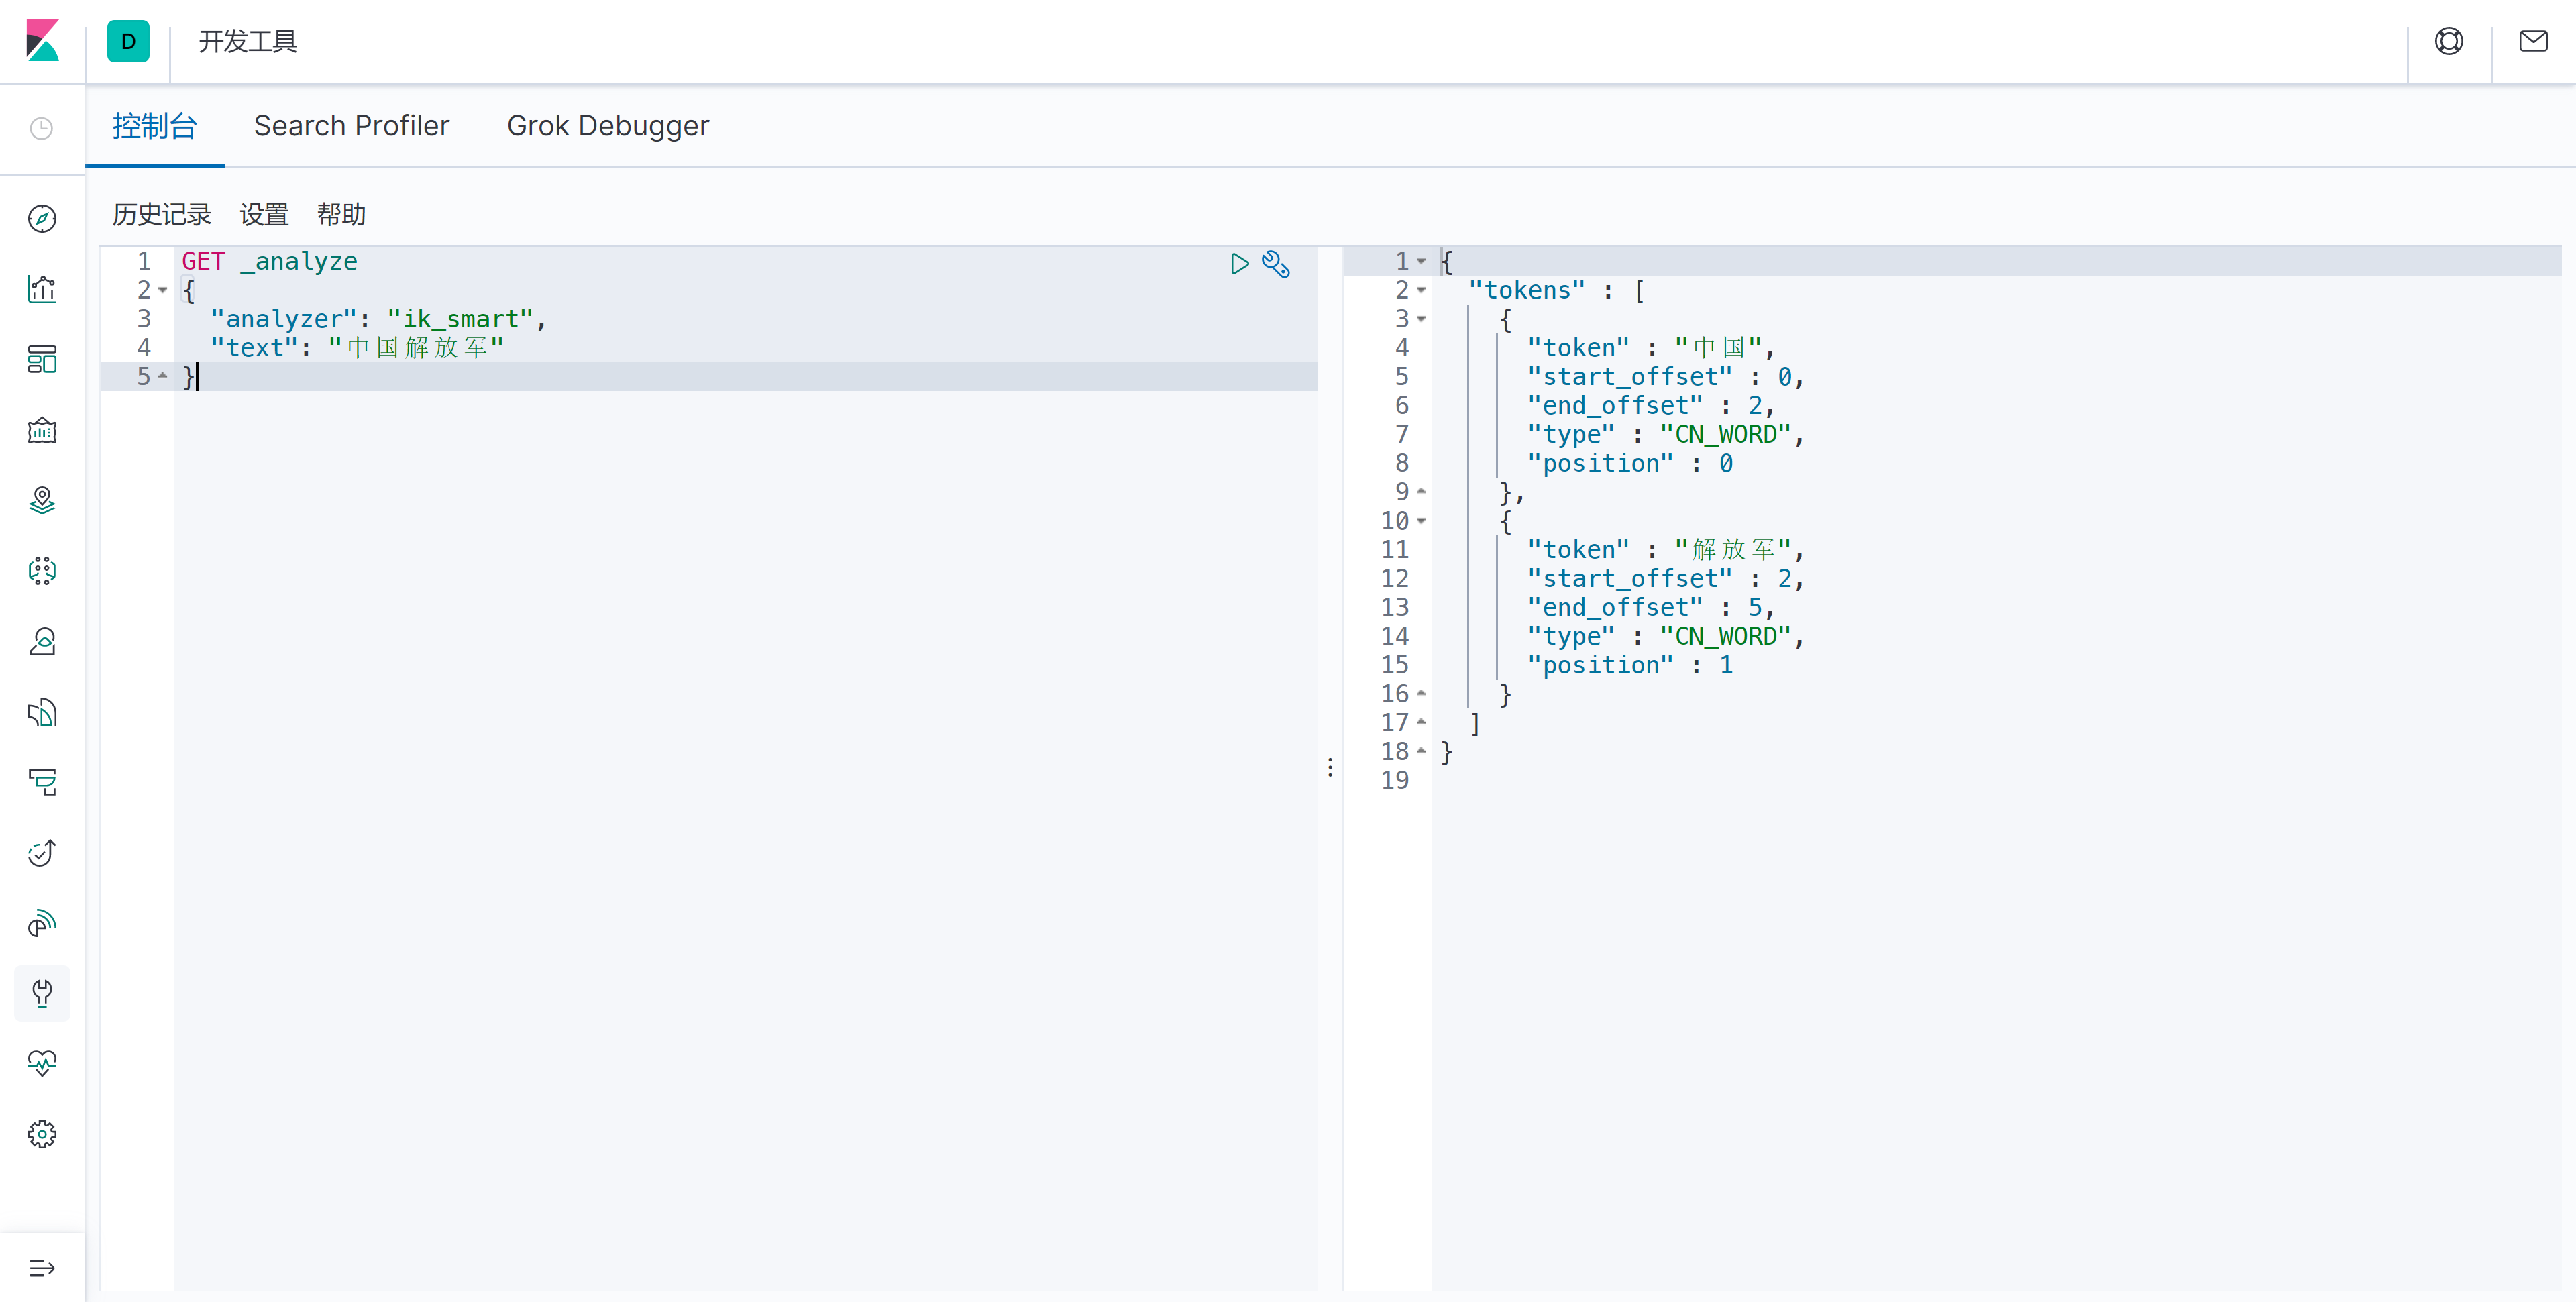 D 开发工具
控制台 Search Profiler Grok Debugger
历史记录 设置 帮助
1 GET _analyze
2 {
3 "analyzer": "ik_smart",
4 "text": "中国解放军"
5 }
1 {
2 "tokens" : [
3 {
4 "token" : "中国",
5 "start_offset" : 0,
6 "end_offset" : 2,
7 "type" : "CN_WORD",
8 "position" : 0
9 },
10 {
11 "token" : "解放军",
12 "start_offset" : 2,
13 "end_offset" : 5,
14 "type" : "CN_WORD",
15 "position" : 1
16 }
17 ]
18 }
19